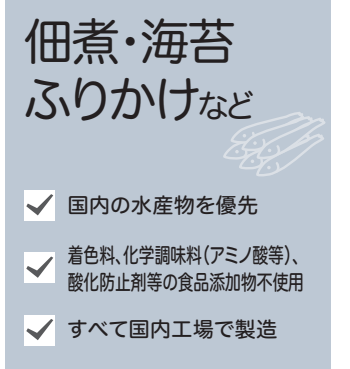 佃煮・海苔
ふりかけなど
国内の水産物を優先
着色料、化学調味料（アミノ酸等）、
酸化防止剤等の食品添加物不使用
すべて国内工場で製造